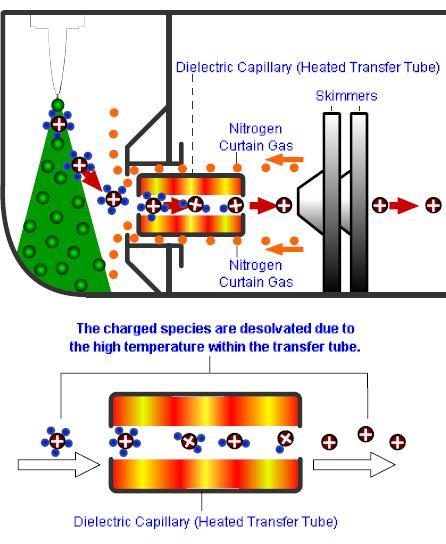 Dielectric Capillary (Heated Transfer Tube)
Skimmers
Nitrogen
Curtain Gas
Nitrogen
Curtain Gas
The charged species are desolvated due to
the high temperature within the transfer tube.
Dielectric Capillary (Heated Transfer Tube)